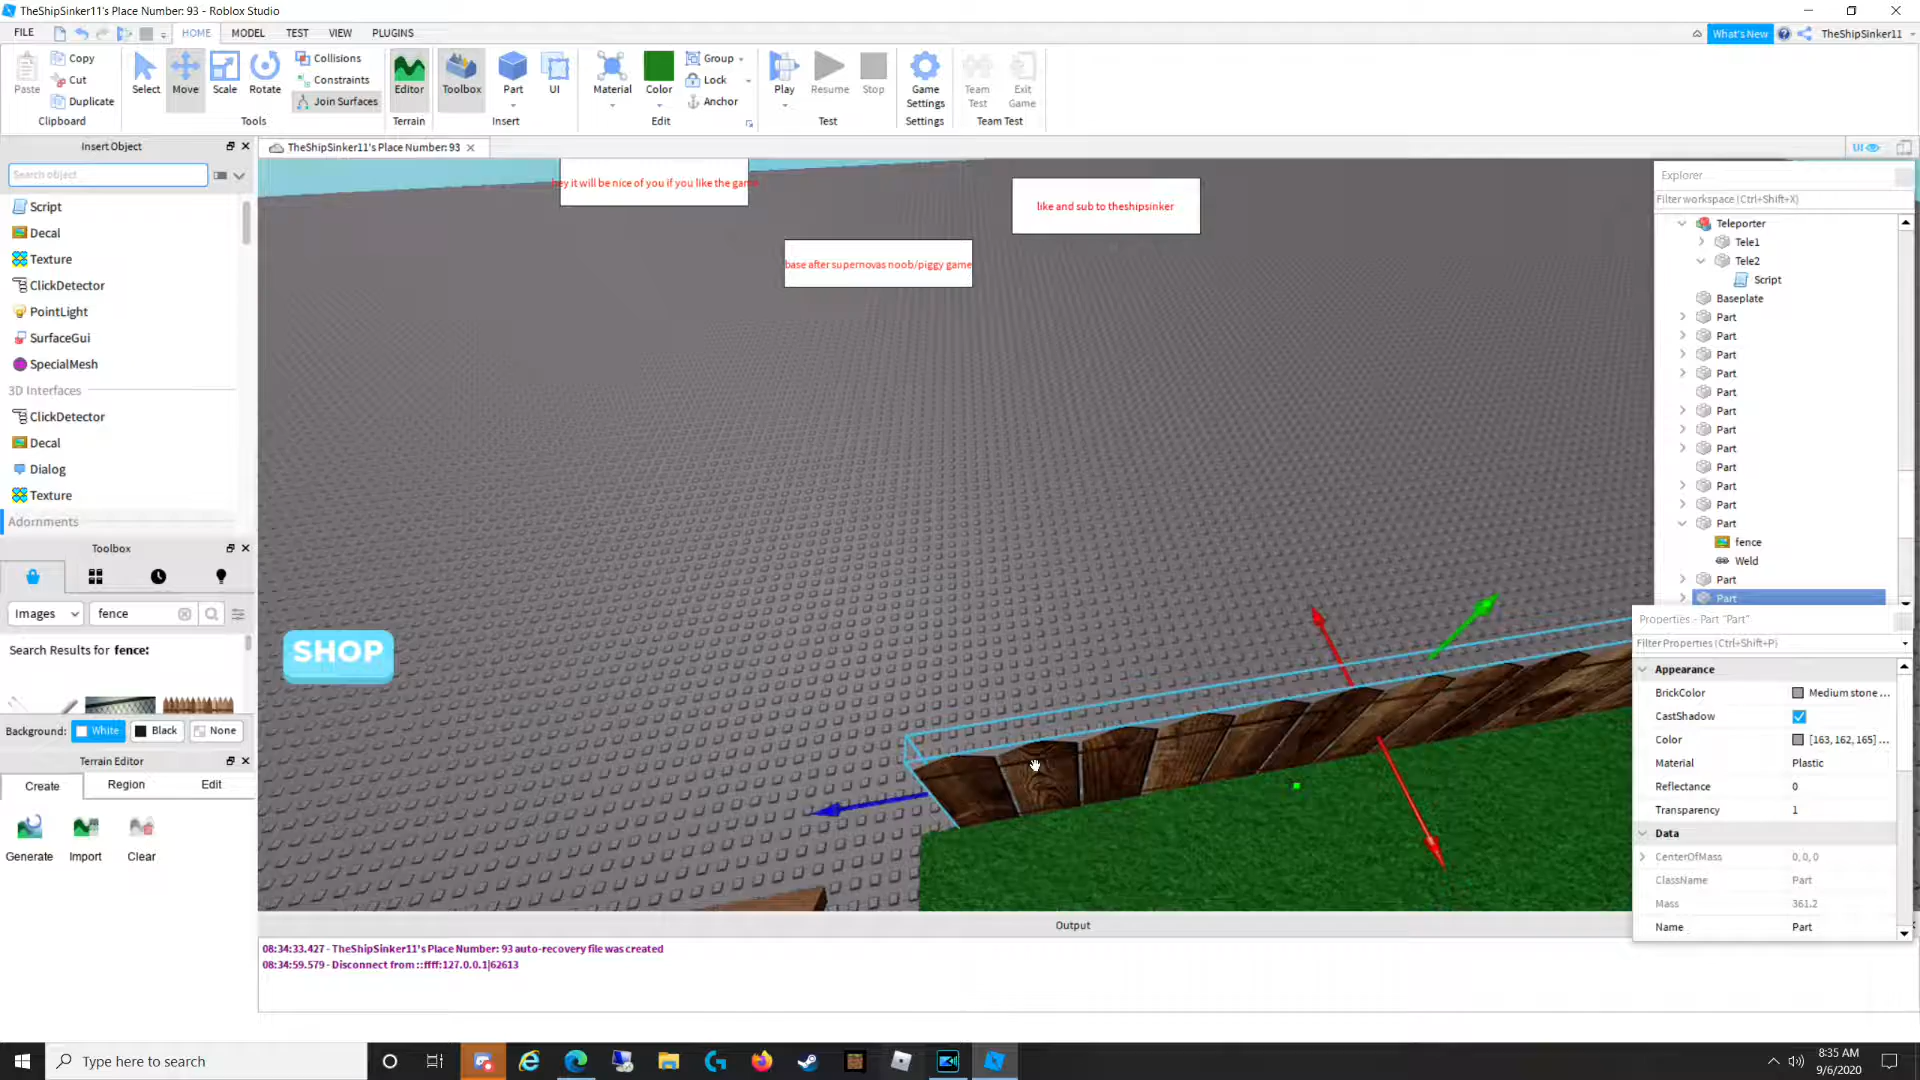 TheShipSinker11's Place Number: 93 - Roblox Studio
FILE
HOME
MODEL
TEST
VIEW
PLUGINS
What's New
TheShipSinker11
Paste
Copy
Cut
Duplicate
Clipboard
Select
Move
Scale
Rotate
Collisions
Constraints
Join Surfaces
Tools
Editor
Terrain
Toolbox
Part
UI
Insert
Material
Color
Group
Lock
Anchor
Edit
Play
Resume
Stop
Test
Game
Settings
Settings
Team
Test
Exit
Game
Team Test
Insert Object
Search object
Script
Decal
Texture
ClickDetector
PointLight
SurfaceGui
SpecialMesh
3D Interfaces
ClickDetector
Decal
Dialog
Texture
Adornments
Toolbox
Images
fence
Search Results for fence:
Background:
White
Black
None
Terrain Editor
Create
Region
Edit
Generate
Import
Clear
TheShipSinker11's Place Number: 93
UI
hey it will be nice of you if you like the game
like and sub to theshipsinker
base after supernovas noob/piggy game
SHOP
Explorer
Filter workspace (Ctrl+Shift+X)
Teleporter
Tele1
Tele2
Script
Baseplate
Part
Part
Part
Part
Part
Part
Part
Part
Part
Part
Part
Part
fence
Weld
Part
Part
Properties - Part "Part"
Filter Properties (Ctrl+Shift+P)
Appearance
BrickColor
Medium stone ...
CastShadow
Color
[163, 162, 165] ...
Material
Plastic
Reflectance
0
Transparency
1
Data
CenterOfMass
0, 0, 0
ClassName
Part
Mass
361.2
Name
Part
Output
08:34:33.427 - TheShipSinker11's Place Number: 93 auto-recovery file was created
08:34:59.579 - Disconnect from ::ffff:127.0.0.1|62613
Type here to search
8:35 AM
9/6/2020